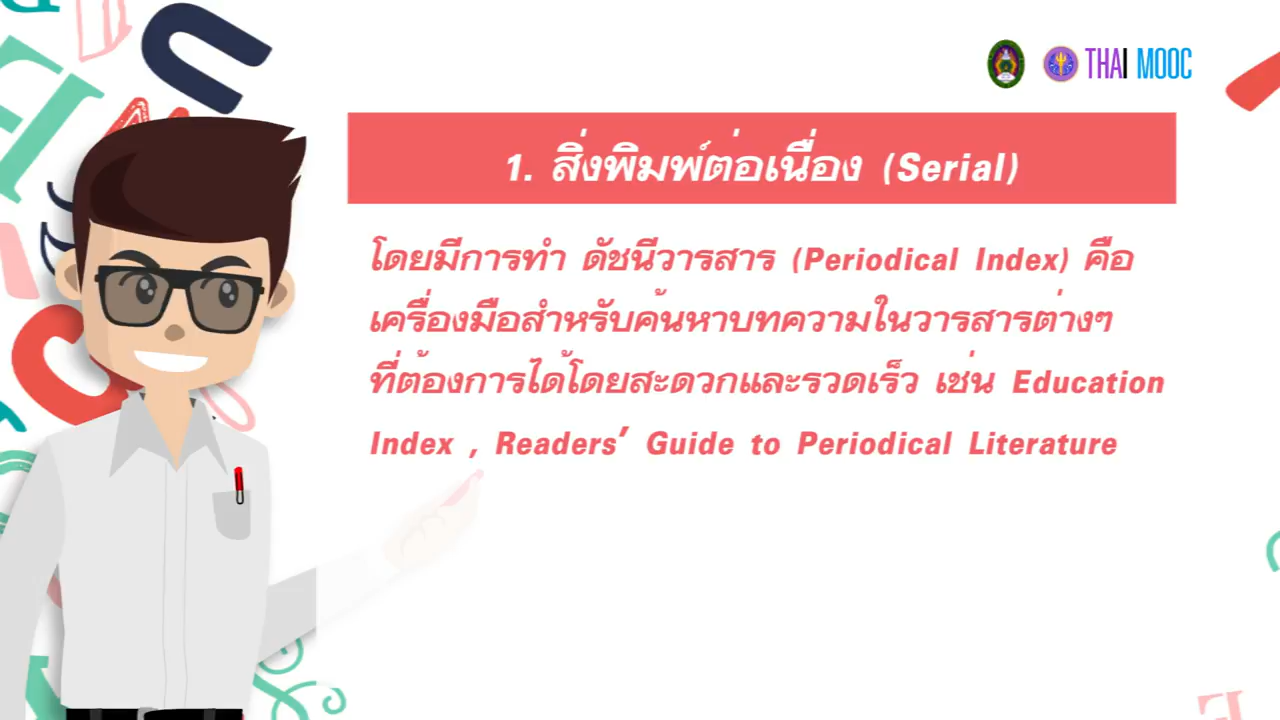 THAI MOOC
1. สิ่งพิมพ์ต่อเนื่อง (Serial)
โดยมีการทำ ดัชนีวารสาร (Periodical Index) คือ
เครื่องมือสำหรับค้นหาบทความในวารสารต่างๆ
ที่ต้องการได้โดยสะดวกและรวดเร็ว เช่น Education
Index , Readers’ Guide to Periodical Literature